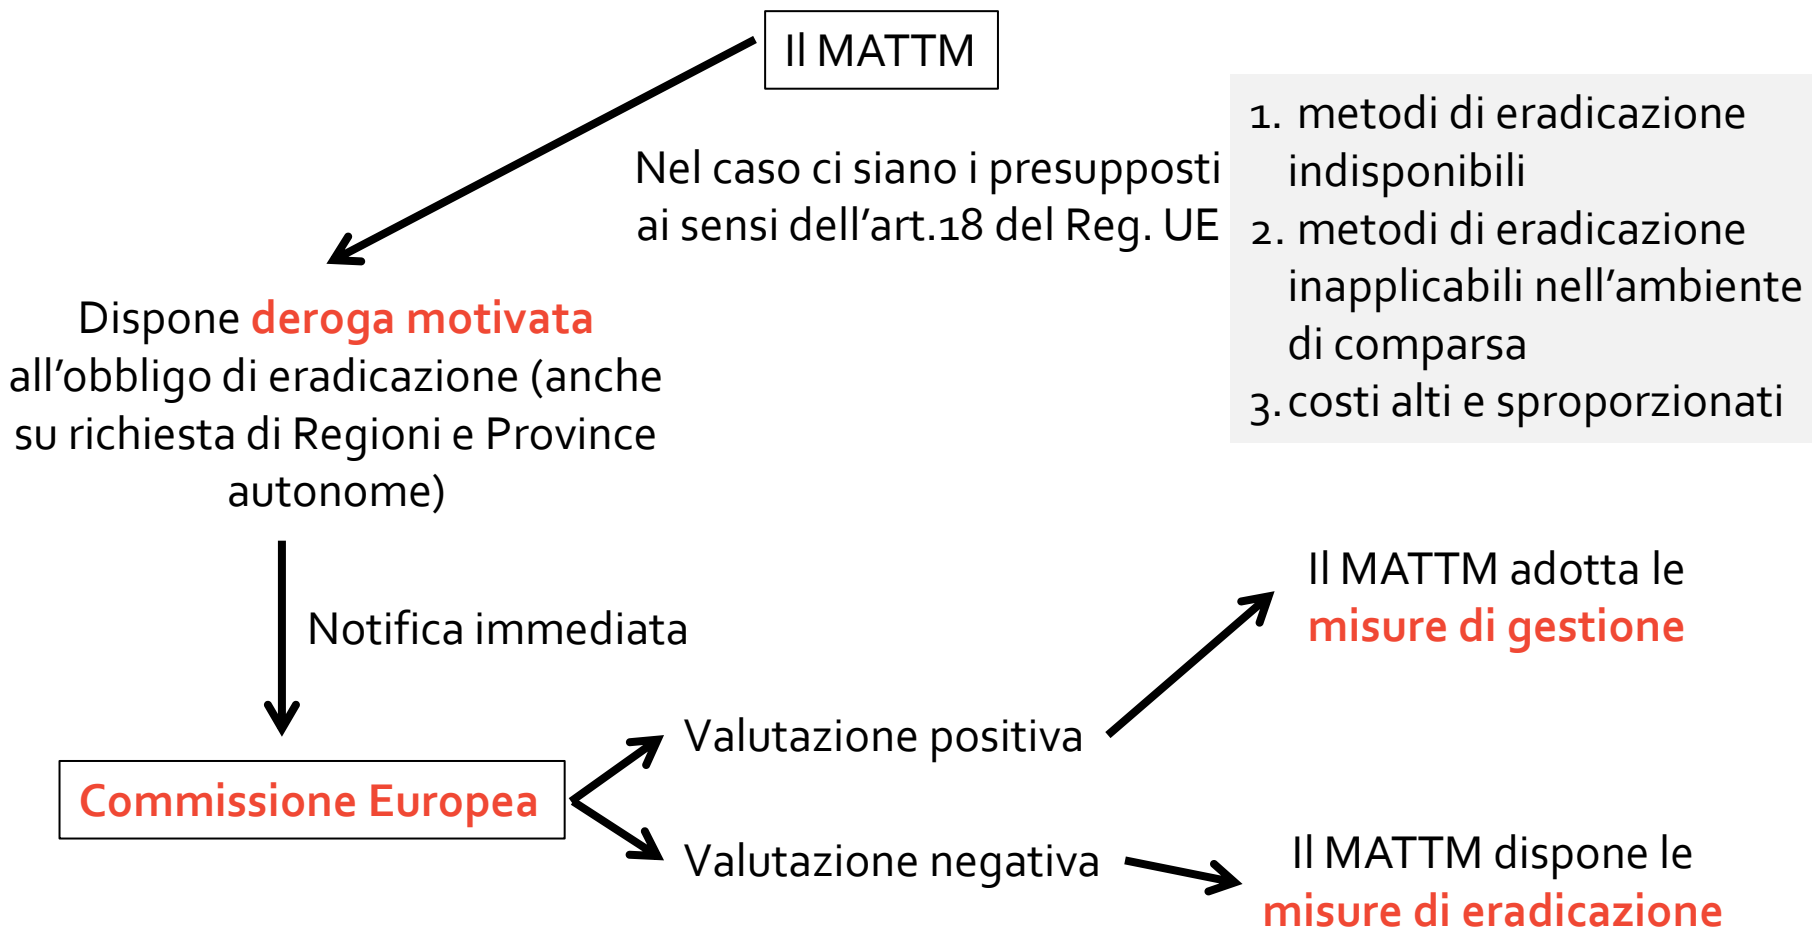 Il MATTM
Nel caso ci siano i presupposti
ai sensi dell’art.18 del Reg. UE
1. metodi di eradicazione
indisponibili
2. metodi di eradicazione
inapplicabili nell’ambiente
di comparsa
3. costi alti e sproporzionati
Dispone deroga motivata
all’obbligo di eradicazione (anche
su richiesta di Regioni e Province
autonome)
Notifica immediata
Commissione Europea
Valutazione positiva
Il MATTM adotta le
misure di gestione
Valutazione negativa
Il MATTM dispone le
misure di eradicazione